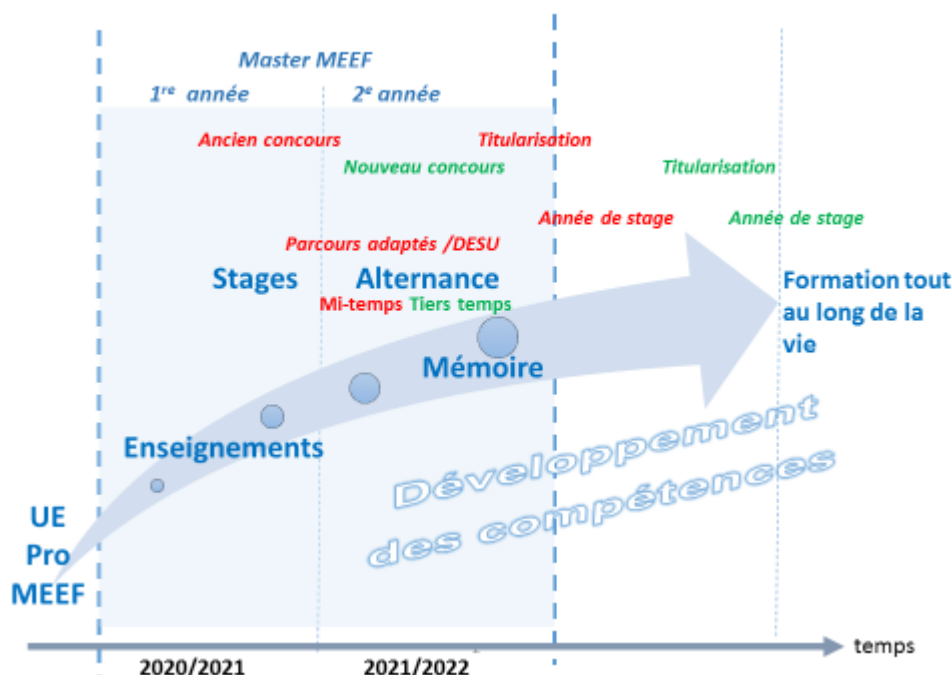 Master MEEF
1re année
2e année
Ancien concours
Titularisation
Nouveau concours
Titularisation
Année de stage
Année de stage
Parcours adaptés /DESU
Stages
Alternance
Mi-temps Tiers temps
Formation tout
au long de la
vie
Mémoire
Enseignements
Développement
des compétences
UE
Pro
MEEF
temps
2020/2021
2021/2022